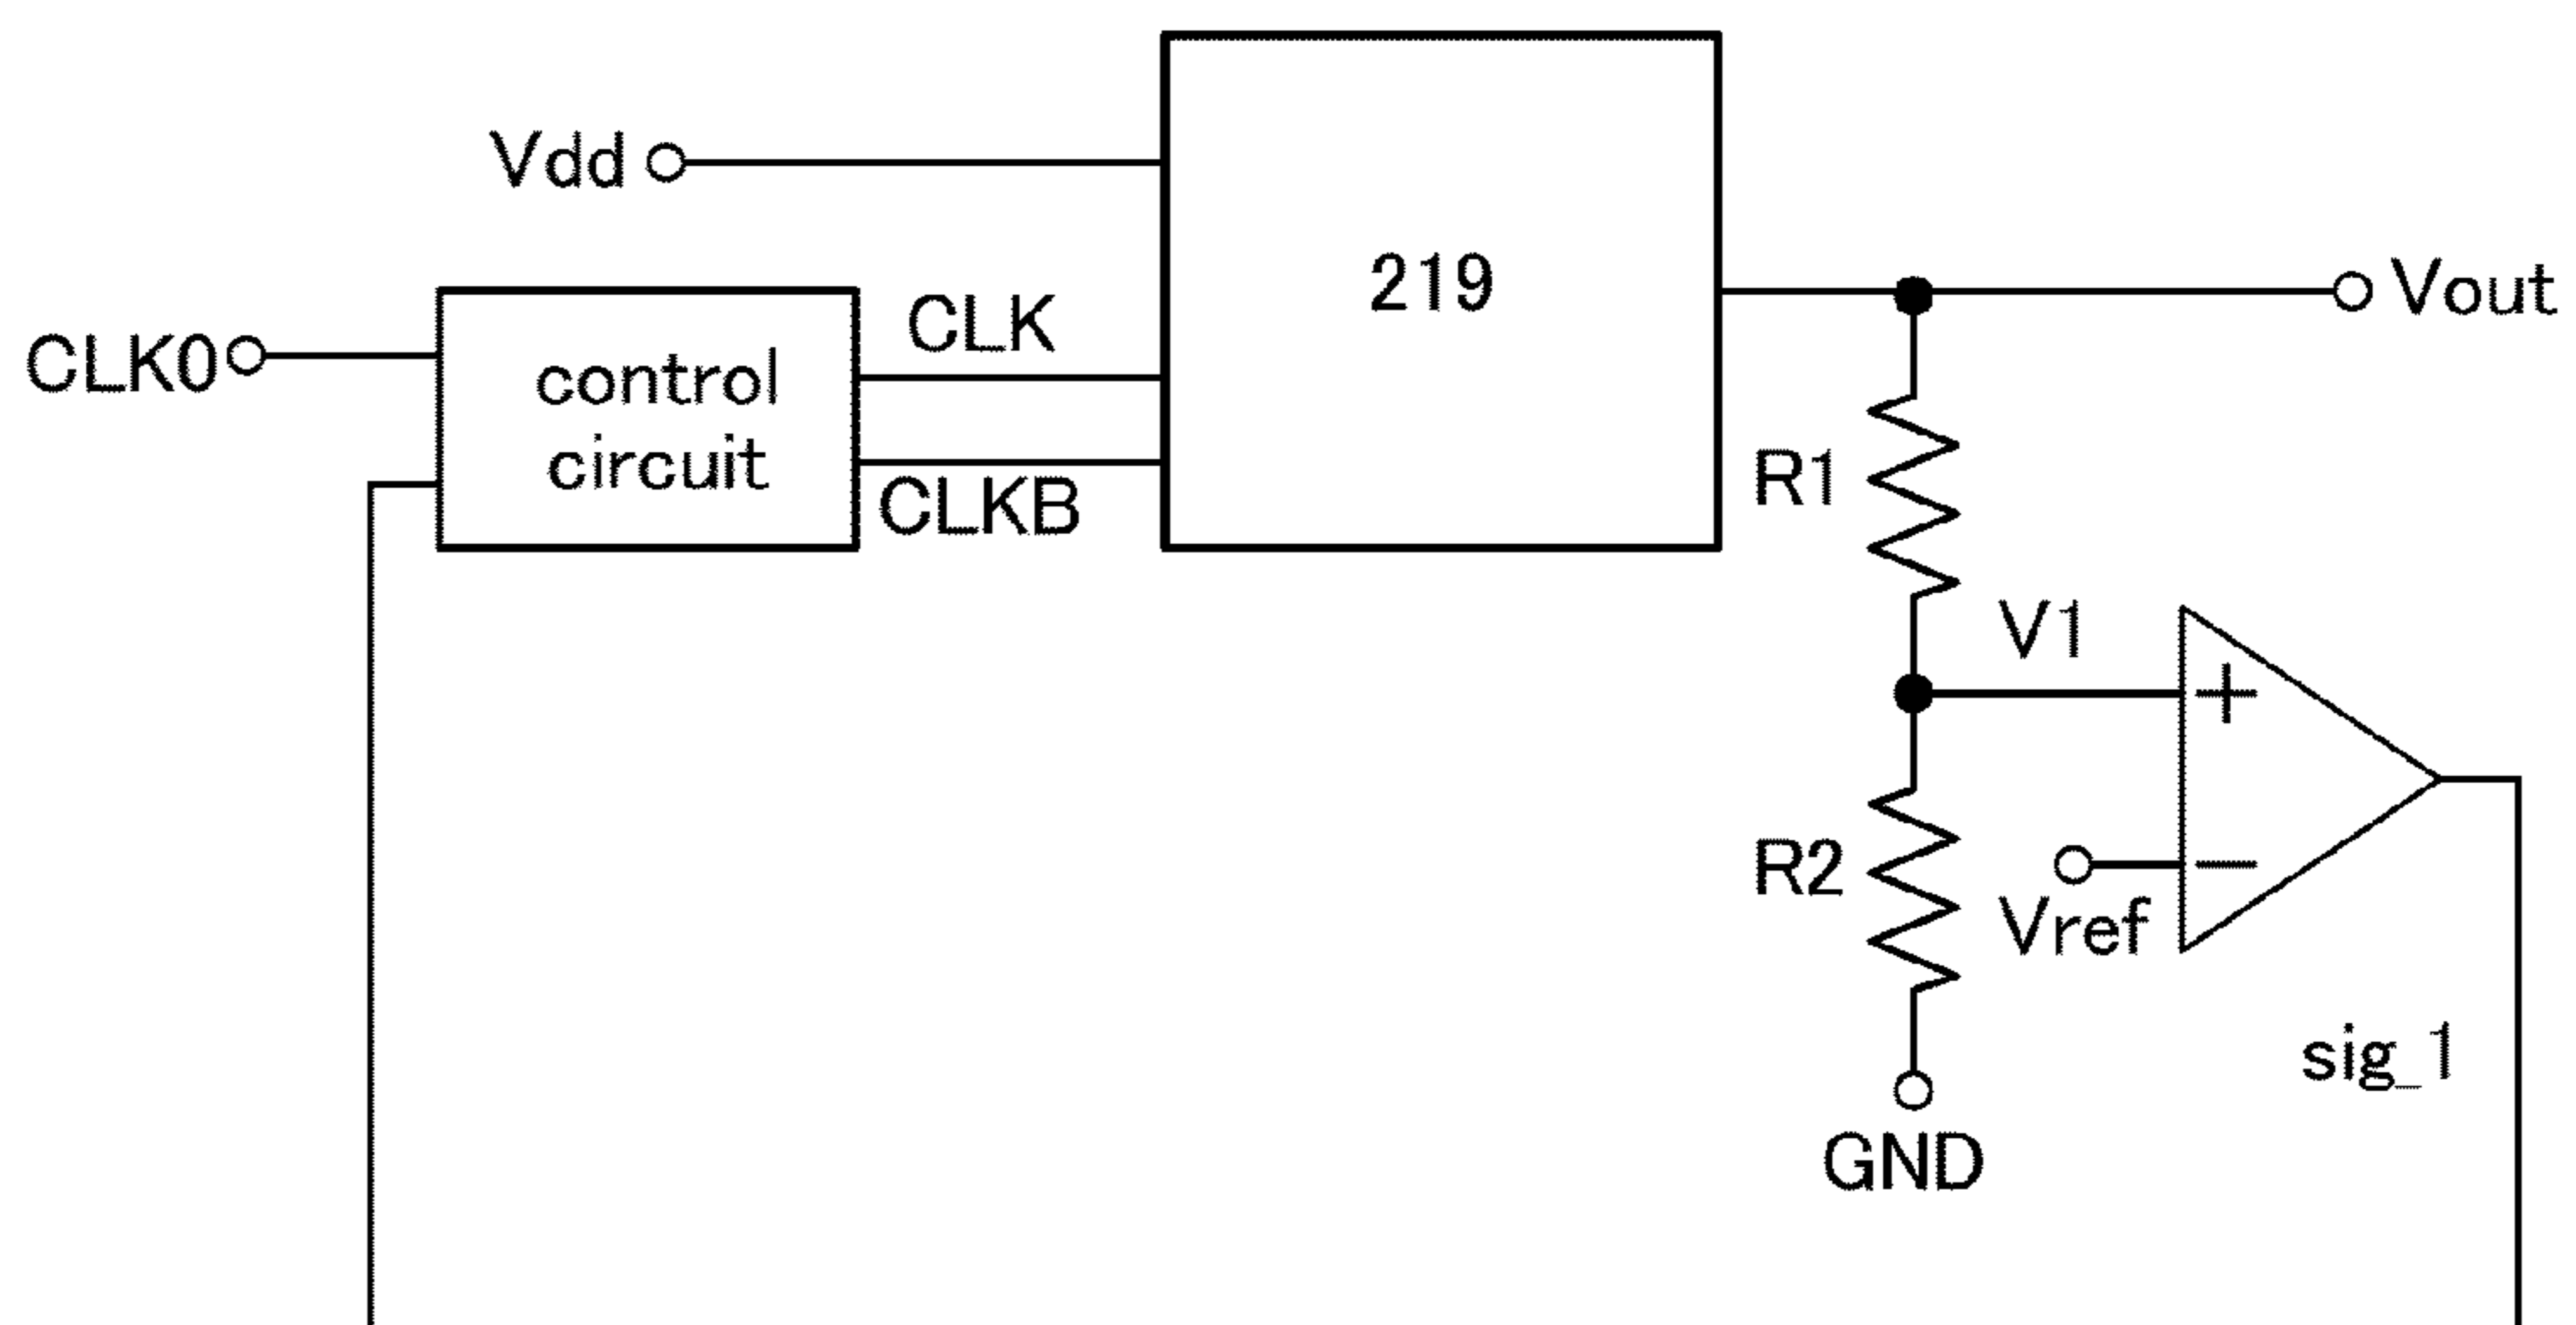 Vdd
219
Vout
CLK0
control
circuit
CLK
CLKB
R1
V1
+
R2
−
Vref
sig_1
GND